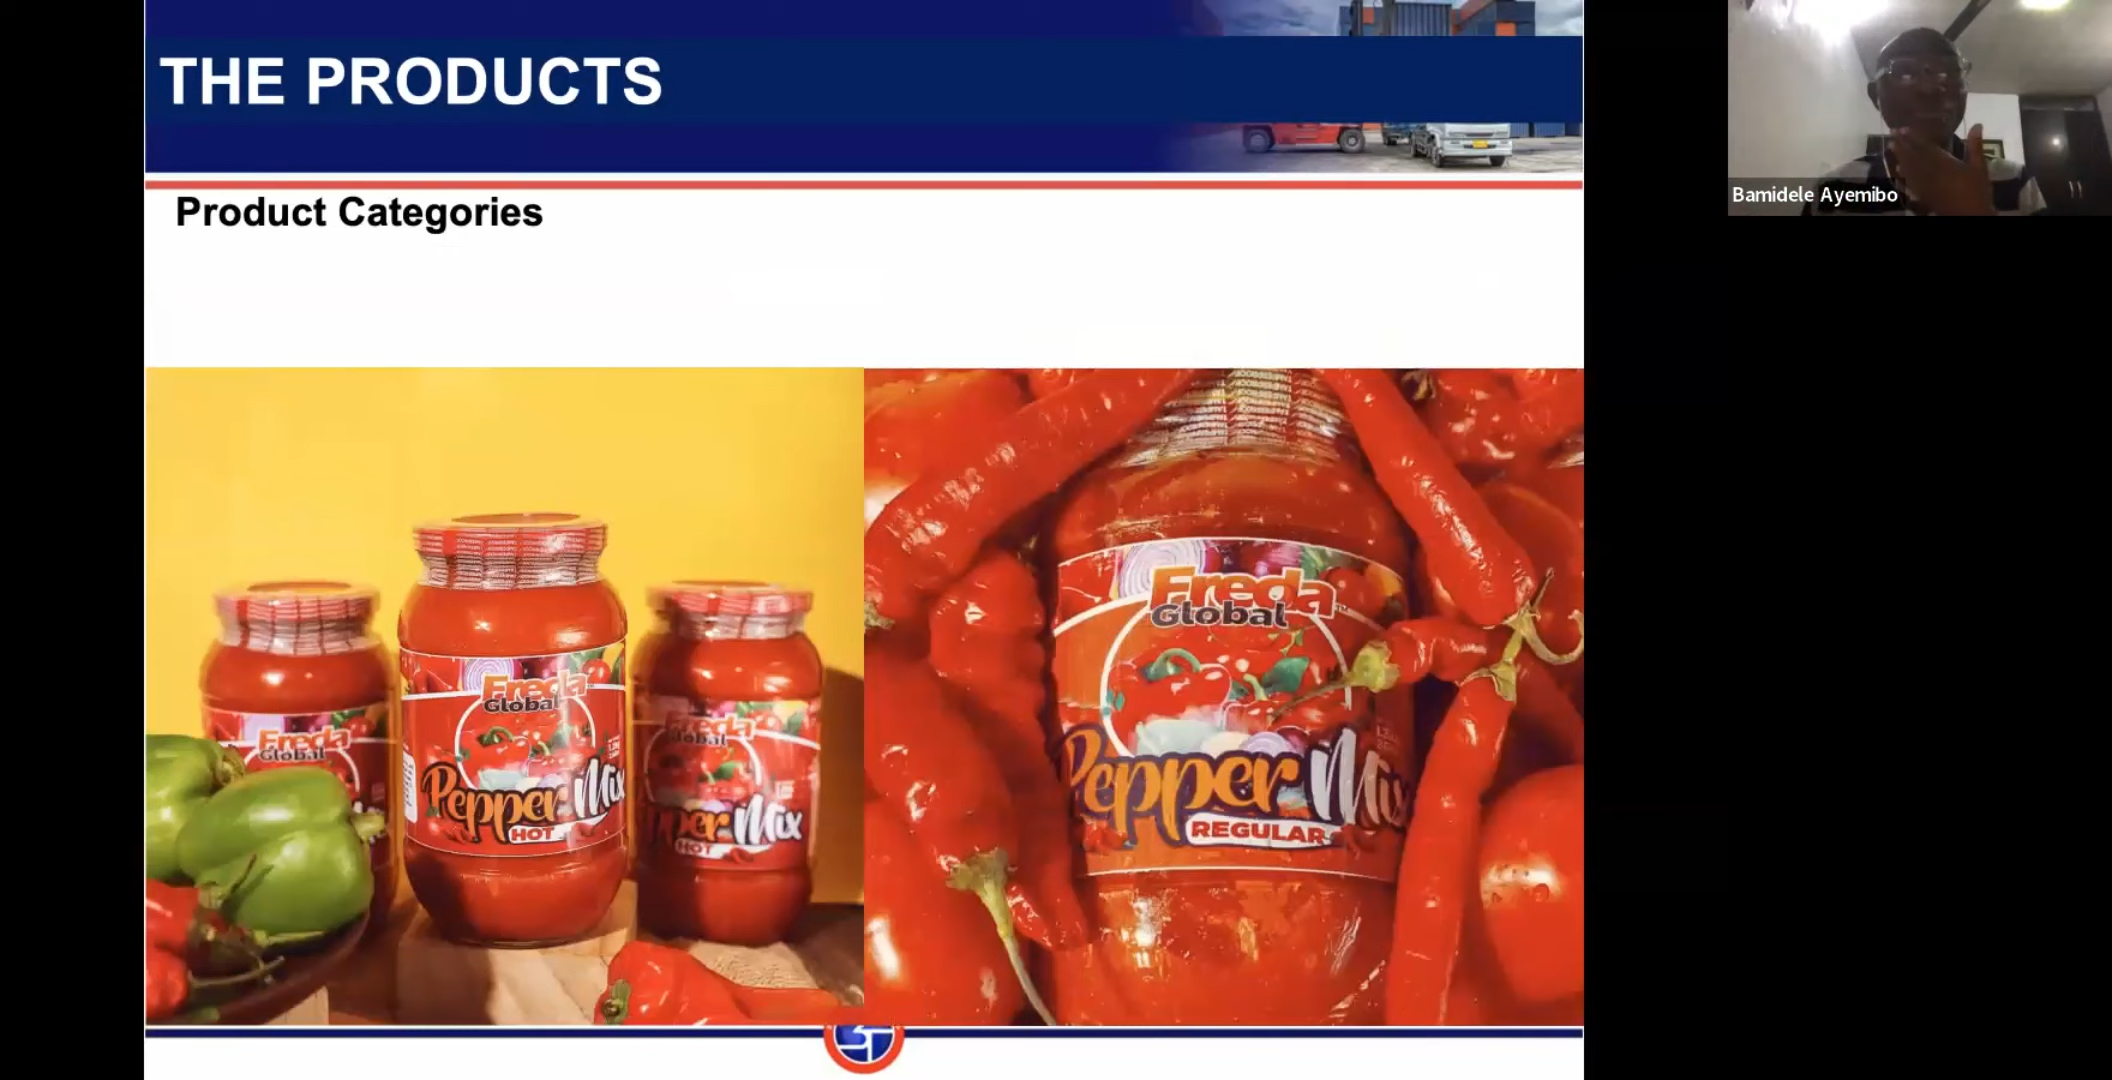 THE PRODUCTS
Bamidele Ayemibo
Product Categories
Freda
Global
Pepper Mix
HOT
Freda
Global
Freda
Global
Mix
HOT
Freda
Global
Pepper Mix
REGULAR